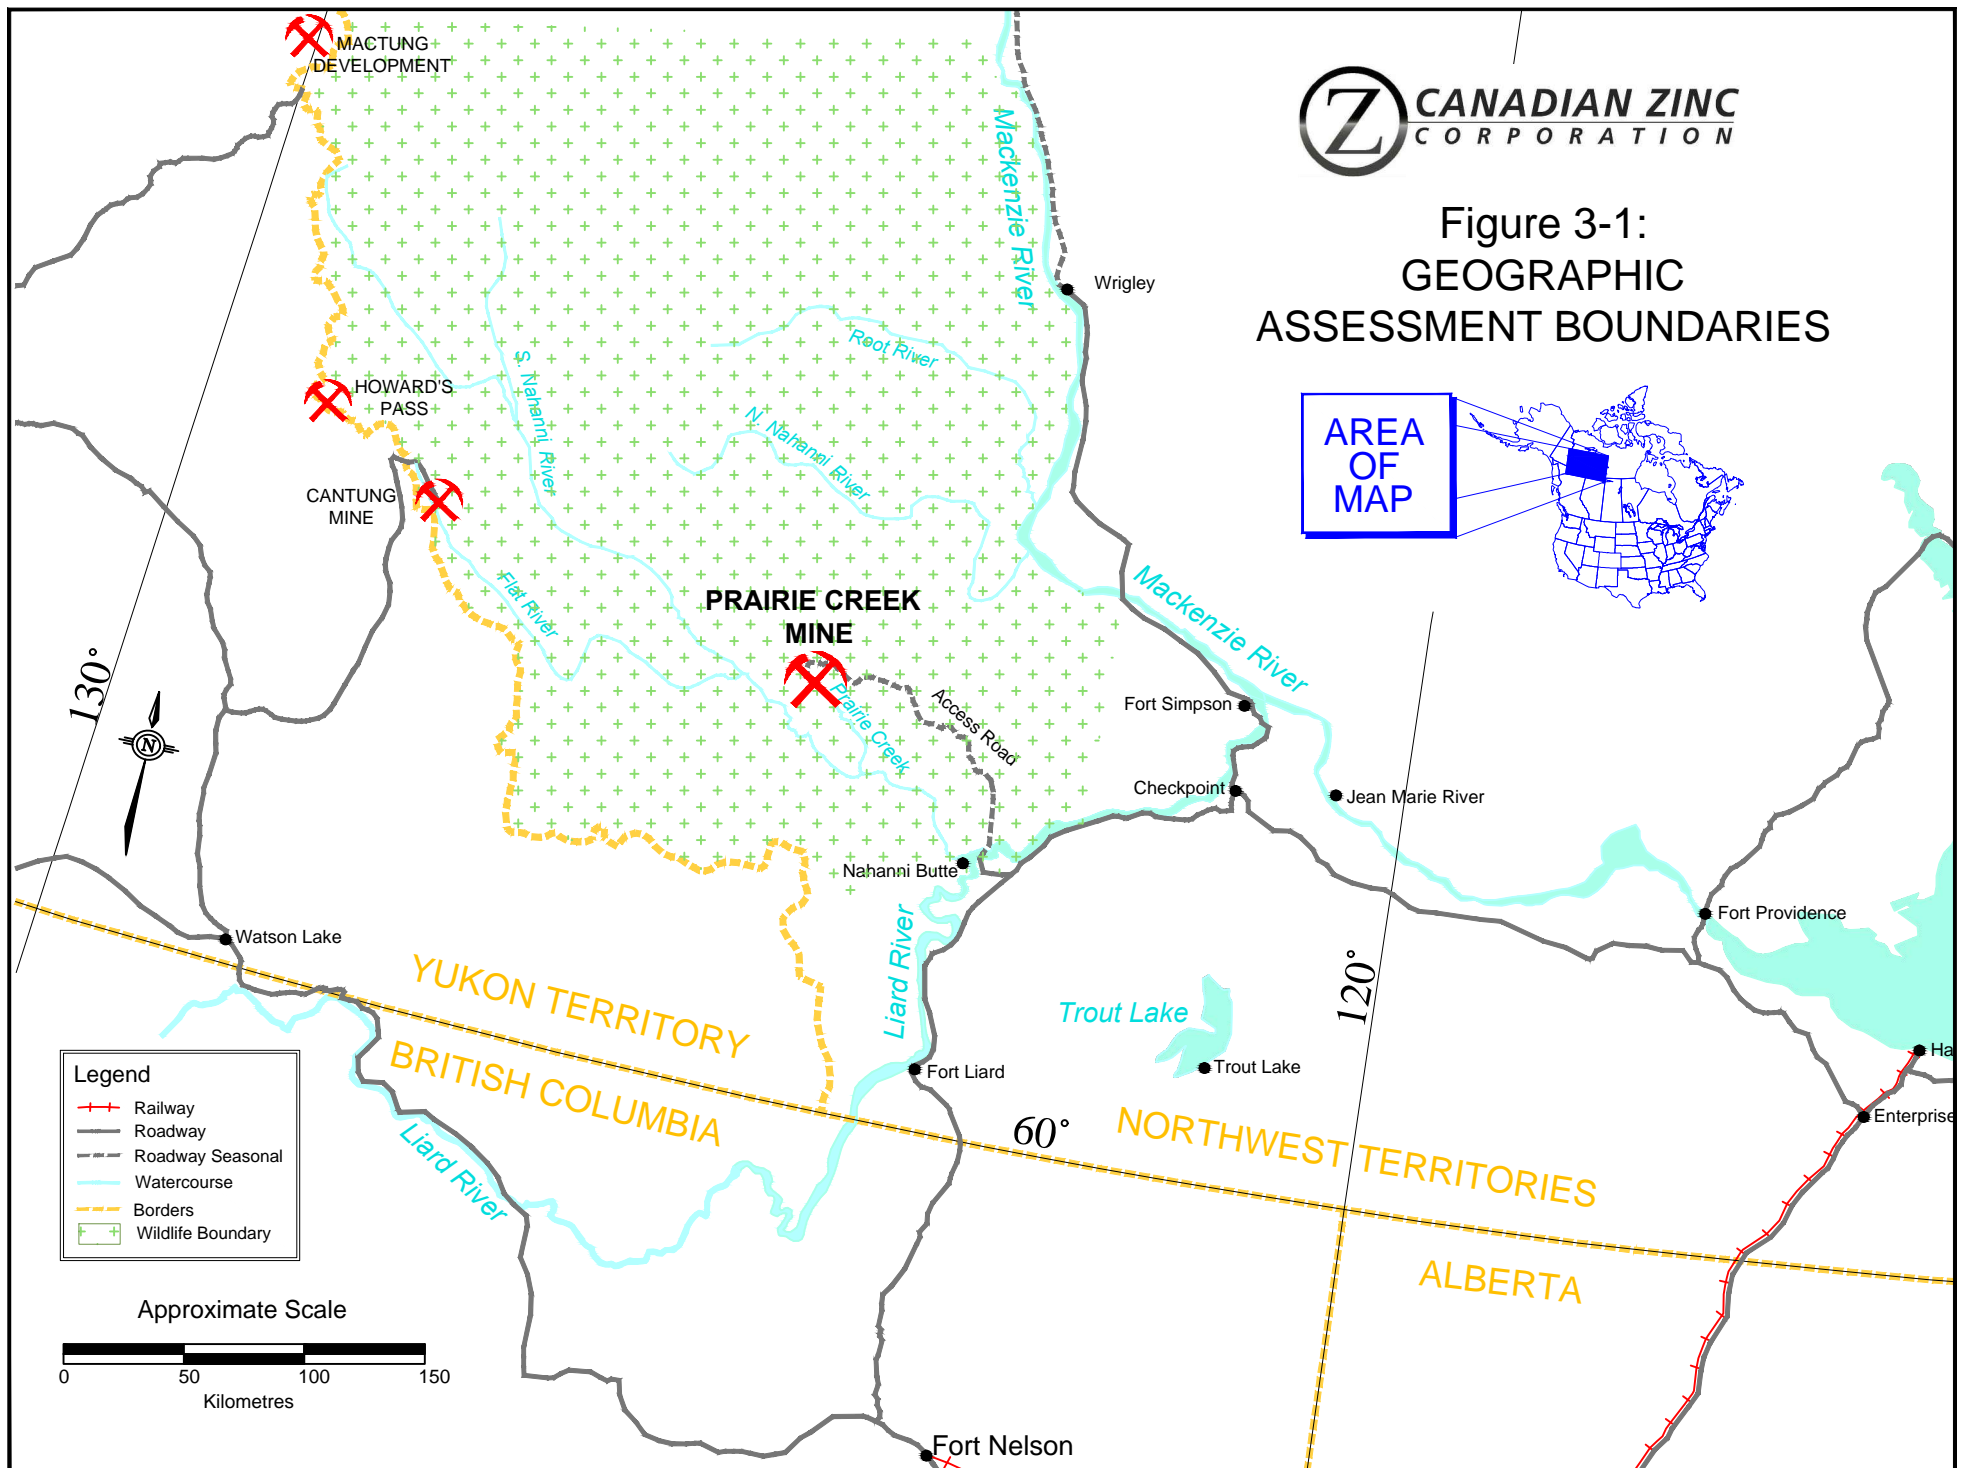 MACTUNG
DEVELOPMENT
Z
CANADIAN ZINC
CORPORATION
Figure 3-1:
GEOGRAPHIC
ASSESSMENT BOUNDARIES
Mackenzie River
Wrigley
Root River
S. Nahanni River
N. Nahanni River
HOWARD'S
PASS
AREA
OF
MAP
CANTUNG
MINE
Flat River
PRAIRIE CREEK
MINE
Mackenzie River
130°
N
Prairie Creek
Access Road
Fort Simpson
Checkpoint
Jean Marie River
Nahanni Butte
Fort Providence
Watson Lake
Liard River
YUKON TERRITORY
BRITISH COLUMBIA
Trout Lake
120°
Trout Lake
Fort Liard
Ha
Enterprise
60°
NORTHWEST TERRITORIES
ALBERTA
Liard River
Legend
Railway
Roadway
Roadway Seasonal
Watercourse
Borders
Wildlife Boundary
Approximate Scale
0 50 100 150
Kilometres
Fort Nelson